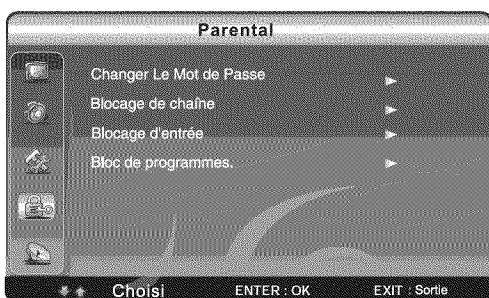 Parental
Changer Le Mot de Passe
Blocage de chaîne
Blocage d'entrée
Bloc de programmes.
Choisi ENTER : OK EXIT : Sortie